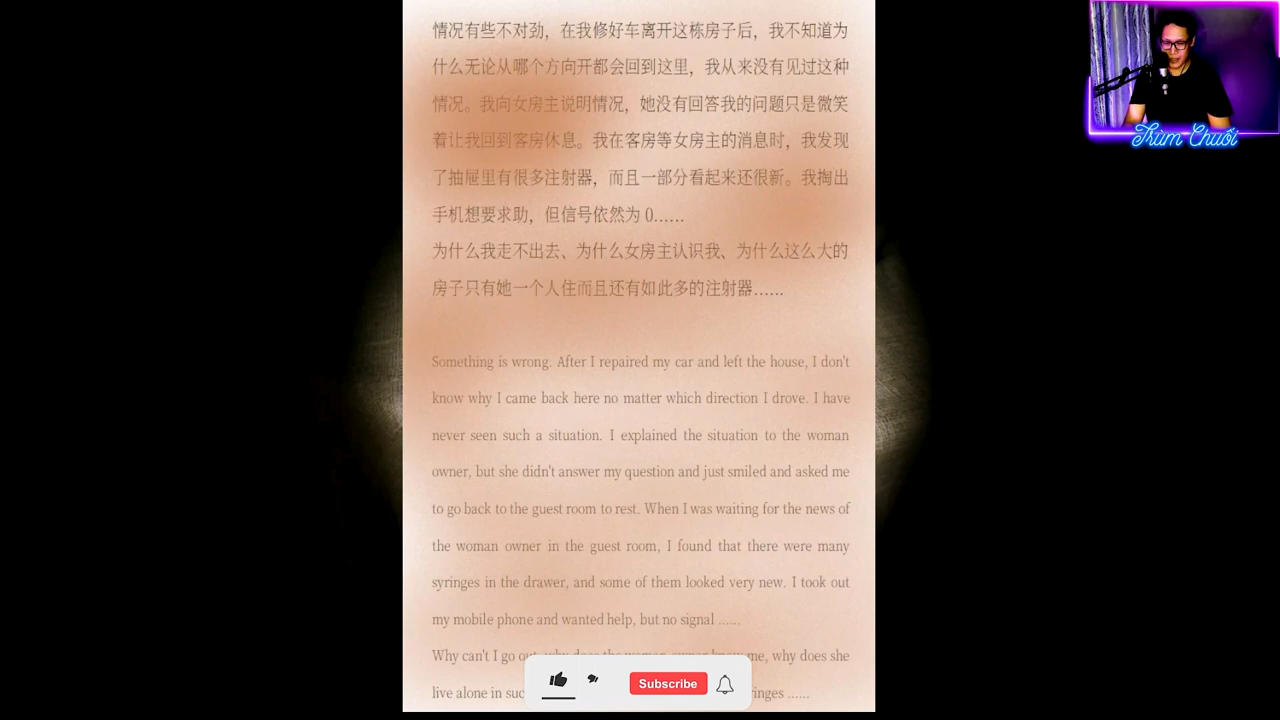 情况有些不对劲，在我修好车离开这栋房子后，我不知道为
什么无论从哪个方向开都会回到这里，我从来没有见过这种
情况。我向女房主说明情况，她没有回答我的问题只是微笑
着让我回到客房休息。我在客房等女房主的消息时，我发现
了抽屉里有很多注射器，而且一部分看起来还很新。我掏出
手机想要求助，但信号依然为 0……
为什么我走不出去、为什么女房主认识我、为什么这么大的
房子只有她一个人住而且还有如此多的注射器……
Something is wrong. After I repaired my car and left the house, I don't
know why I came back here no matter which direction I drove. I have
never seen such a situation. I explained the situation to the woman
owner, but she didn't answer my question and just smiled and asked me
to go back to the guest room to rest. When I was waiting for the news of
the woman owner in the guest room, I found that there were many
syringes in the drawer, and some of them looked very new. I took out
my mobile phone and wanted help, but no signal ......
Why can't I go out, why does the woman owner know me, why does she
live alone in suc ringes ......
Subscribe
Trùm Chuối